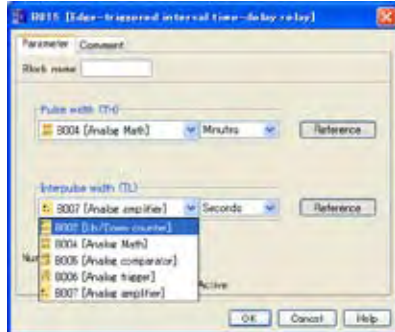 B015 [Edge-triggered interval time-delay relay]
Parameter Comment
Block name
Pulse width (TH)
B004 [Analog Math] Minutes Reference
Interpulse width (TL)
B007 [Analog amplifier] Seconds Reference
B002 [Up/Down counter]
B004 [Analog Math]
B005 [Analog comparator]
B006 [Analog trigger]
B007 [Analog amplifier]
OK Cancel Help